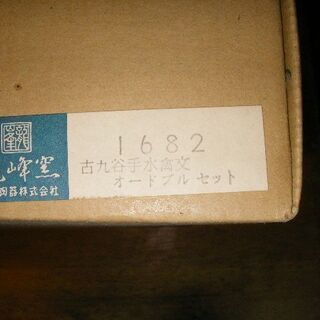 峰窯
陶器株式会社
1682
古九谷手水禽文
オードブル セット